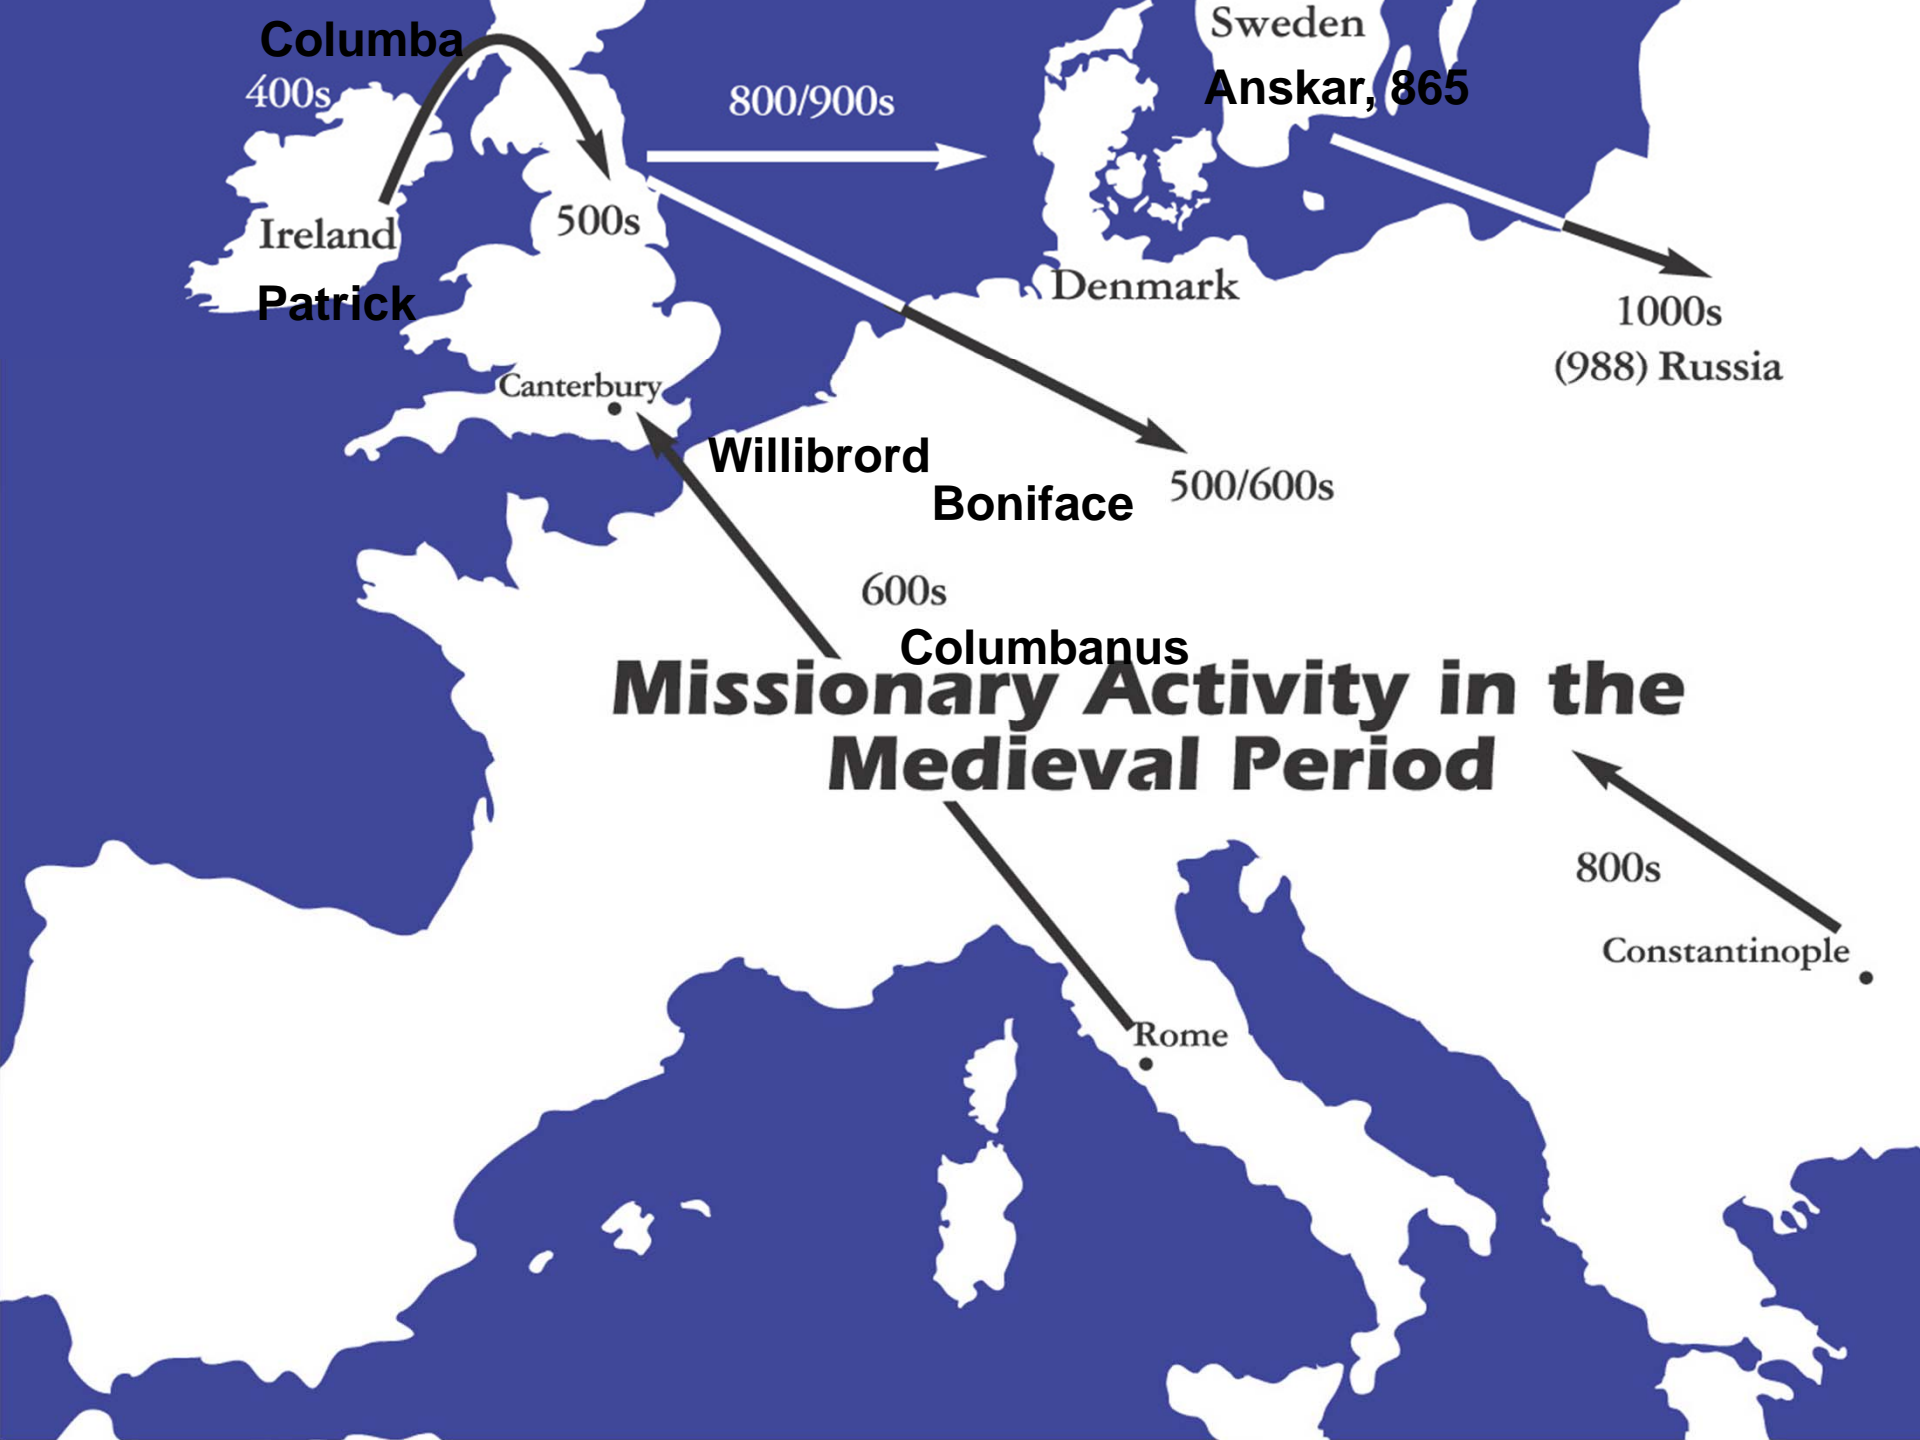 Columba
400s
Ireland
Patrick
500s
800/900s
Sweden
Anskar, 865
Denmark
1000s
(988) Russia
Canterbury
Willibrord
Boniface
500/600s
600s
Columbanus
Missionary Activity in the
Medieval Period
800s
Constantinople
Rome